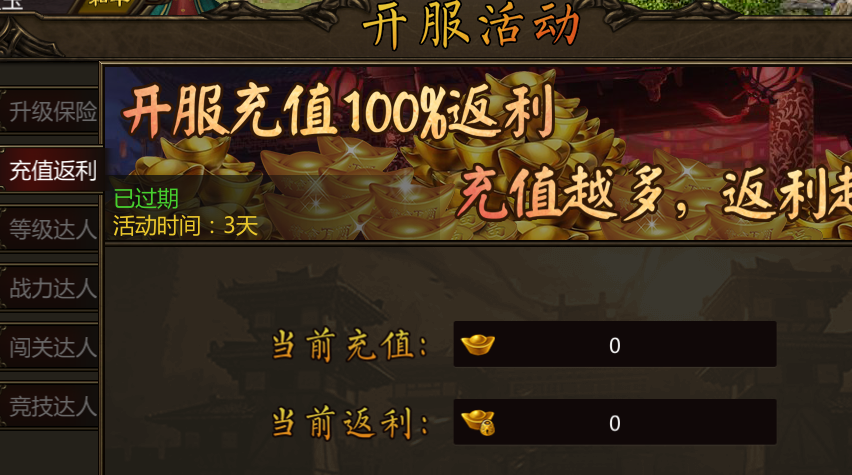 开服活动
升级保险
充值返利
等级达人
战力达人
闯关达人
竞技达人
开服充值100%返利
充值越多，返利
已过期
活动时间：3天
当前充值：
0
当前返利：
0